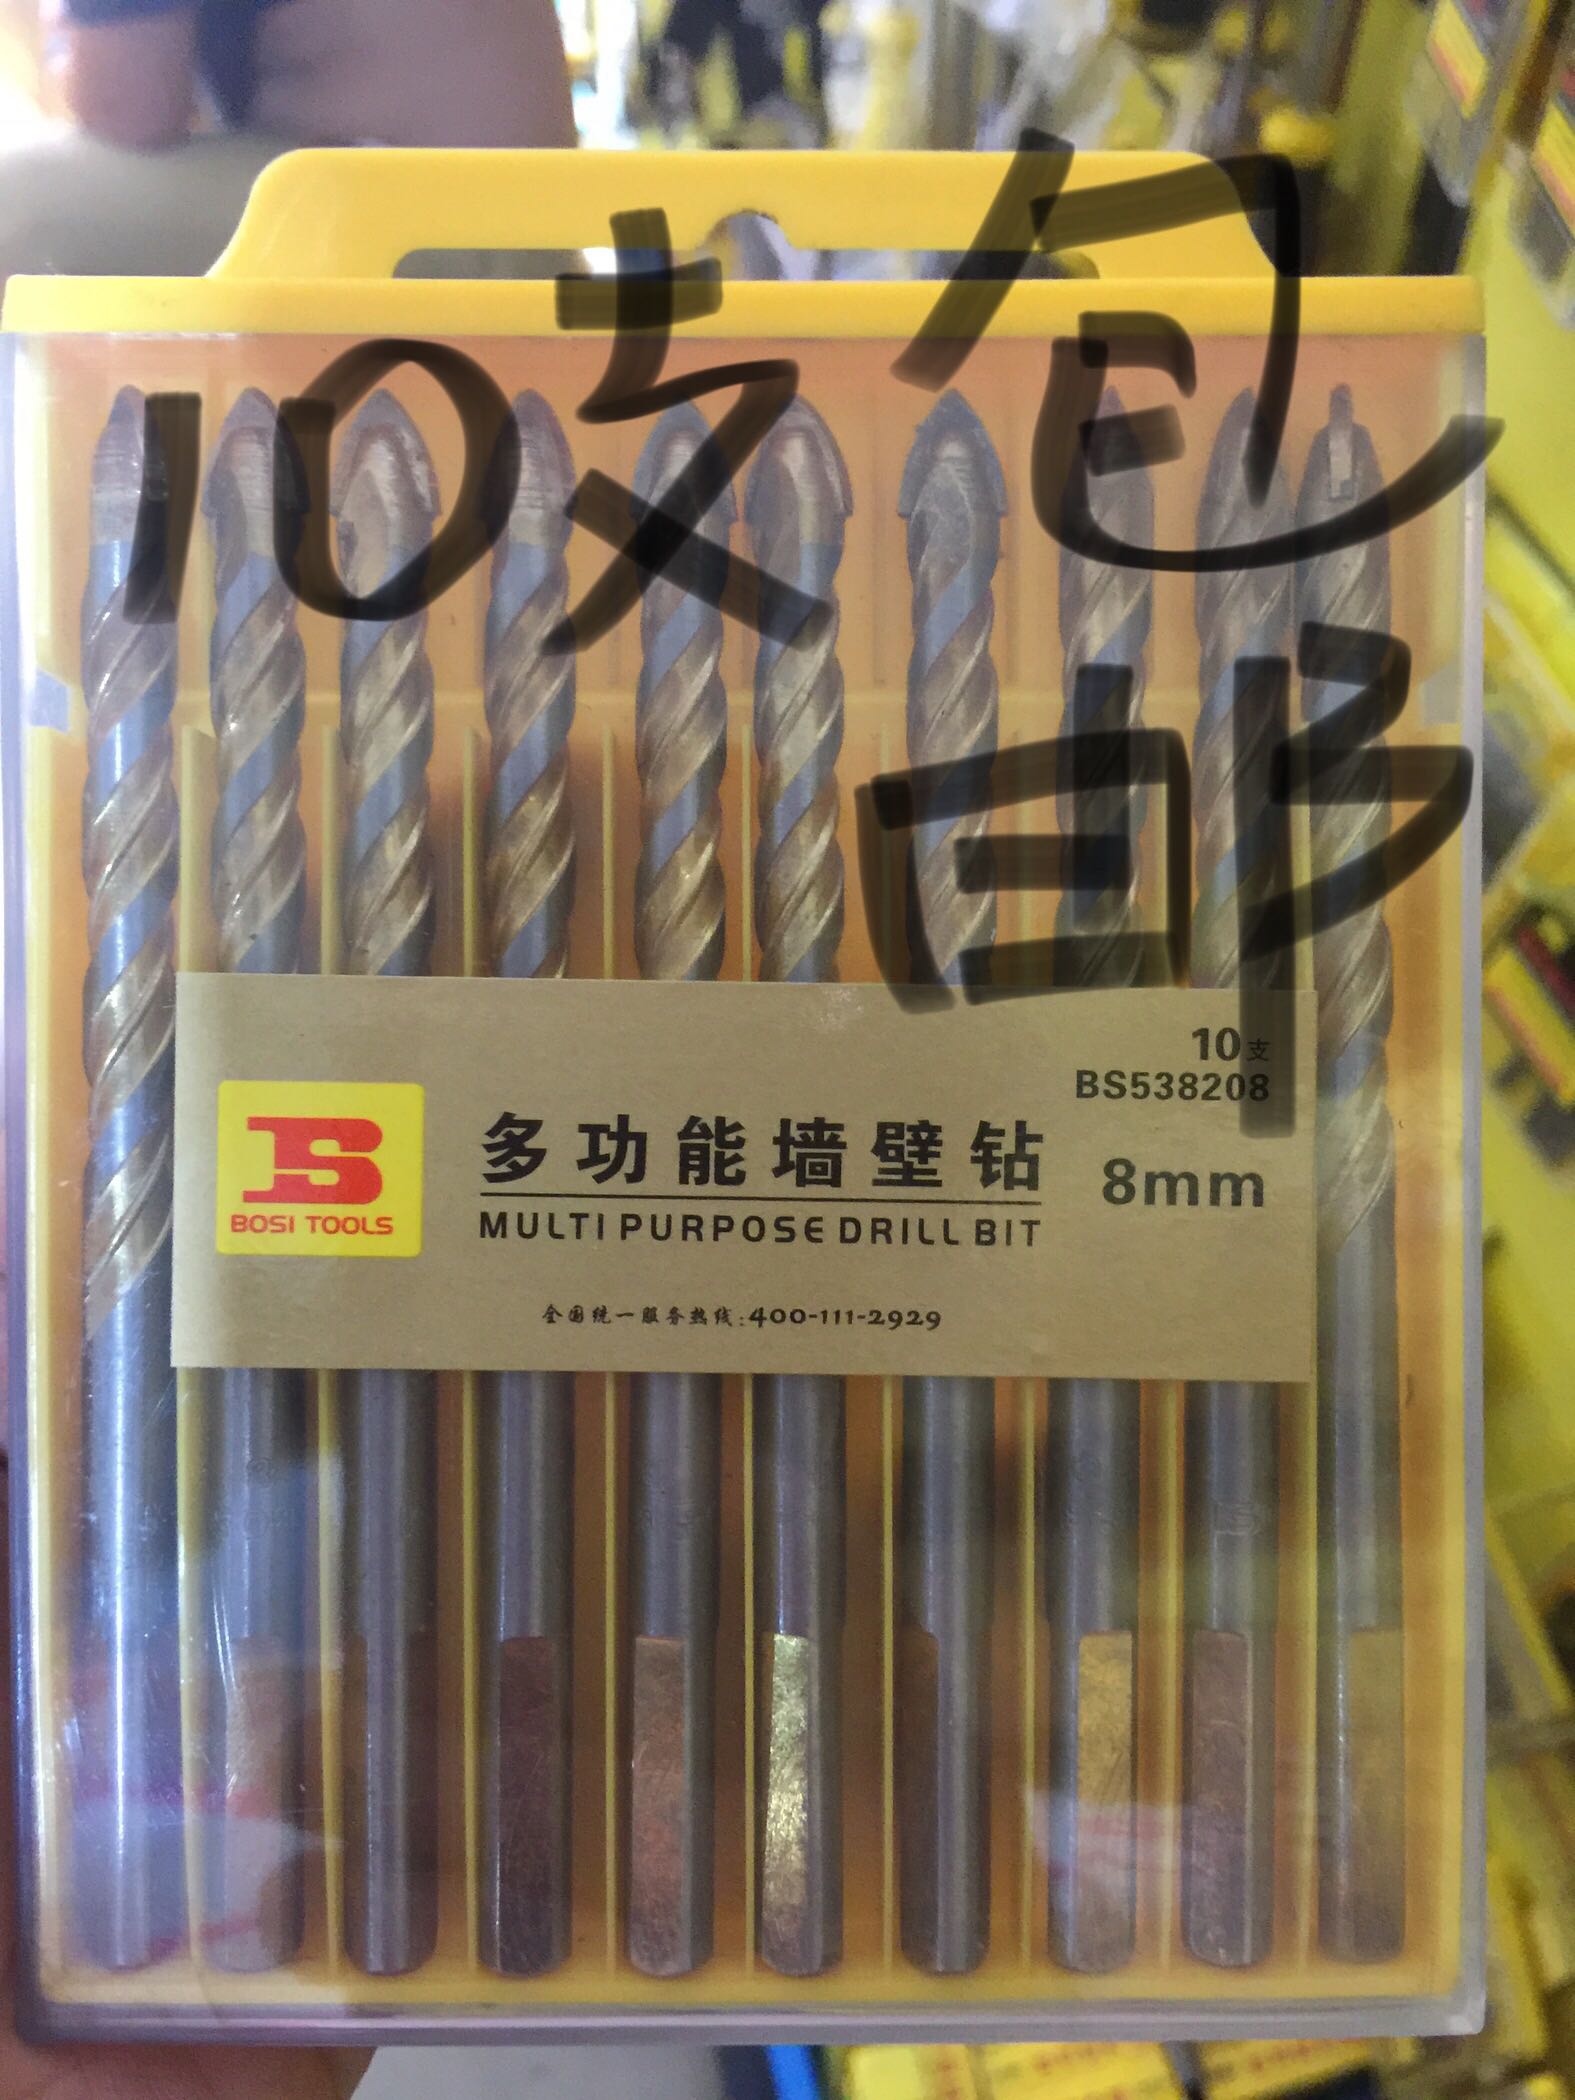 10支包
邮
10支
BS538208
多功能墙壁钻
8mm
MULTI PURPOSE DRILL BIT
BS
BOSI TOOLS
全国统一服务热线:400-111-2929